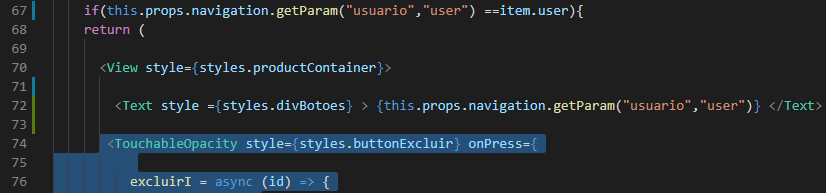 67 if(this.props.navigation.getParam("usuario","user") ==item.user){
68 return (
69
70 <View style={styles.productContainer}>
71
72 <Text style ={styles.divBotoes} > {this.props.navigation.getParam("usuario","user")} </Text>
73
74 <TouchableOpacity style={styles.buttonExcluir} onPress={
75
76 excluirI = async (id) => {